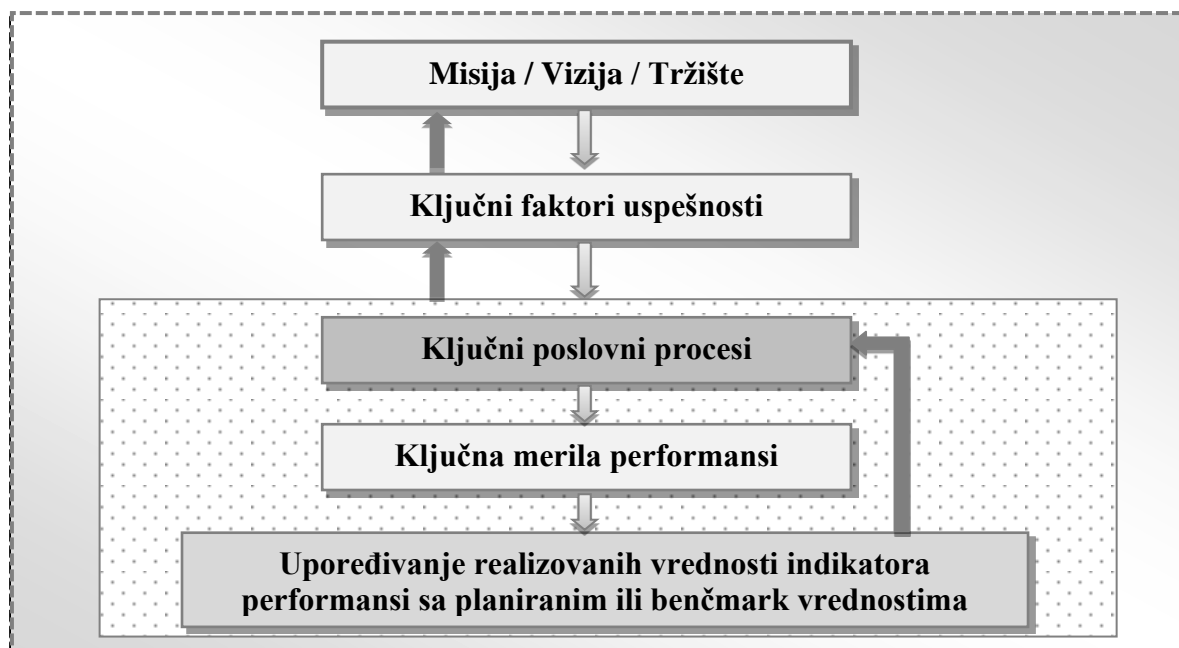 Misija / Vizija / Tržište
Ključni faktori uspešnosti
Ključni poslovni procesi
Ključna merila performansi
Upoređivanje realizovanih vrednosti indikatora
performansi sa planiranim ili benčmark vrednostima